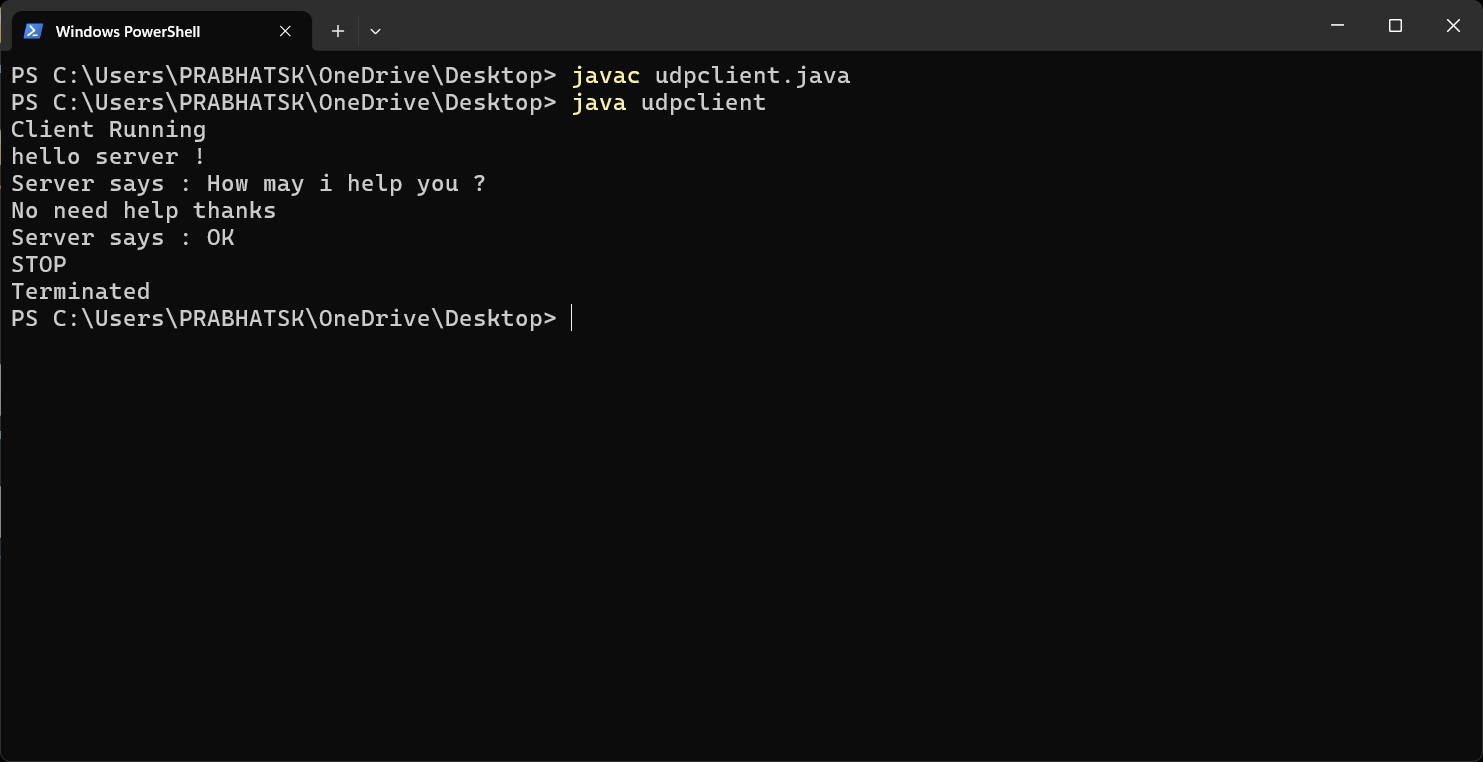 Windows PowerShell
PS C:\Users\PRABHATSK\OneDrive\Desktop> javac udpclient.java
PS C:\Users\PRABHATSK\OneDrive\Desktop> java udpclient
Client Running
hello server !
Server says : How may i help you ?
No need help thanks
Server says : OK
STOP
Terminated
PS C:\Users\PRABHATSK\OneDrive\Desktop>